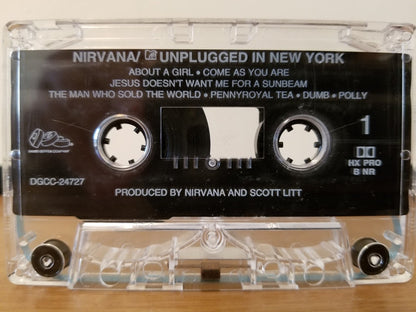 NIRVANA/ MTV UNPLUGGED IN NEW YORK
ABOUT A GIRL • COME AS YOU ARE
JESUS DOESN'T WANT ME FOR A SUNBEAM
THE MAN WHO SOLD THE WORLD • PENNYROYAL TEA • DUMB • POLLY
1
HX PRO
B NR
DGCC-24727
PRODUCED BY NIRVANA AND SCOTT LITT